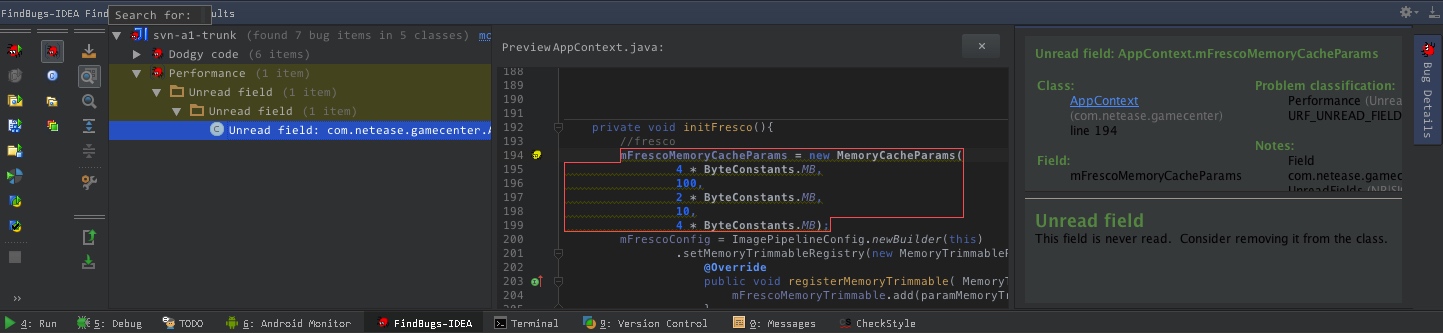 FindBugs-IDEA Find
Search for:
ults
svn-a1-trunk (found 7 bug items in 5 classes)
Dodgy code (6 items)
Performance (1 item)
Unread field (1 item)
Unread field (1 item)
Unread field: com.netease.gamecenter.A
Preview AppContext.java:
188
189
190
191
192 private void initFresco(){
193 //fresco
194 mFrescoMemoryCacheParams = new MemoryCacheParams(
195 4 * ByteConstants.MB,
196 100,
197 2 * ByteConstants.MB,
198 10,
199 4 * ByteConstants.MB);
200 mFrescoConfig = ImagePipelineConfig.newBuilder(this)
201 .setMemoryTrimmableRegistry(new MemoryTrimmableR
202 @Override
203 public void registerMemoryTrimmable( MemoryT
204 mFrescoMemoryTrimmable.add(paramMemoryTr
205 }
Unread field: AppContext.mFrescoMemoryCacheParams
Class:
AppContext
(com.netease.gamecenter)
line 194
Field:
mFrescoMemoryCacheParams
Problem classification:
Performance (Unrea
URF_UNREAD_FIELD
Notes:
Field
com.netease.gamec
Unread field
This field is never read. Consider removing it from the class.
Bug Details
4: Run
5: Debug
TODO
6: Android Monitor
FindBugs-IDEA
Terminal
9: Version Control
0: Messages
CheckStyle